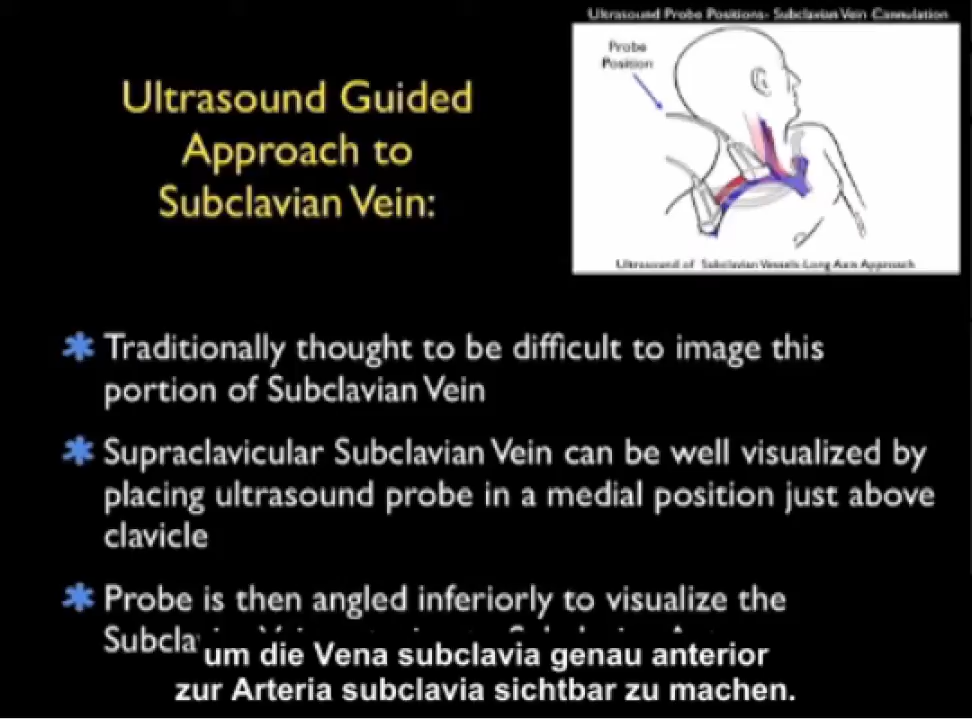 Ultrasound Probe Positions- Subclavian Vein Cannulation
Probe
Position
Ultrasound of Subclavian Vessels-Long Axis Approach
Ultrasound Guided
Approach to
Subclavian Vein:
✱ Traditionally thought to be difficult to image this
portion of Subclavian Vein
✱ Supraclavicular Subclavian Vein can be well visualized by
placing ultrasound probe in a medial position just above
clavicle
✱ Probe is then angled inferiorly to visualize the
um die Vena subclavia genau anterior
zur Arteria subclavia sichtbar zu machen.